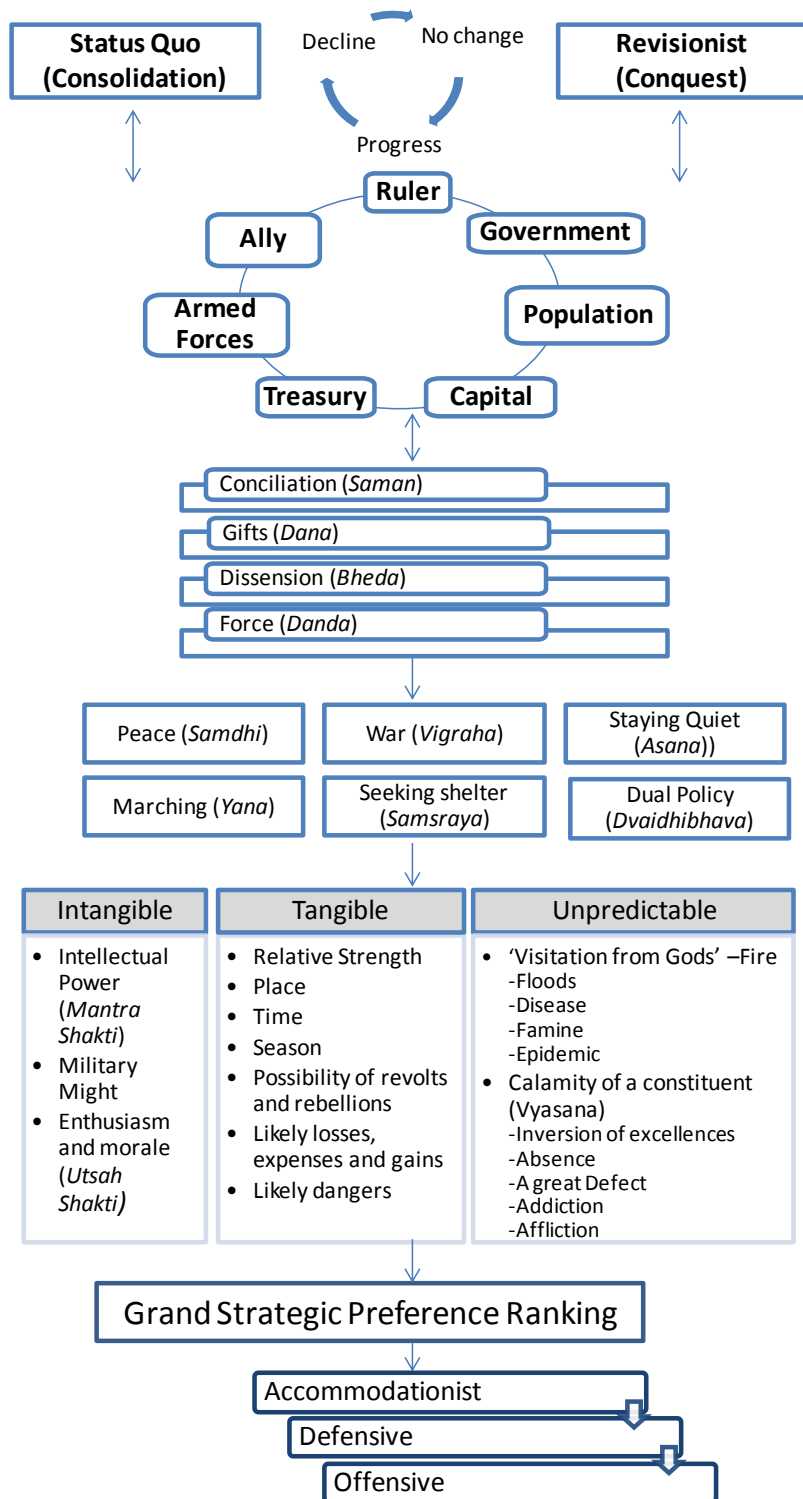 Status Quo
(Consolidation)
Decline
No change
Progress
Revisionist
(Conquest)
Ruler
Ally
Government
Armed
Forces
Population
Treasury
Capital
Conciliation (Saman)
Gifts (Dana)
Dissension (Bheda)
Force (Danda)
Peace (Samdhi)
War (Vigraha)
Staying Quiet
(Asana))
Marching (Yana)
Seeking shelter
(Samsraya)
Dual Policy
(Dvaidhibhava)
Intangible
• Intellectual
Power
(Mantra
Shakti)
• Military
Might
• Enthusiasm
and morale
(Utsah
Shakti)
Tangible
• Relative Strength
• Place
• Time
• Season
• Possibility of revolts
and rebellions
• Likely losses,
expenses and gains
• Likely dangers
Unpredictable
• ‘Visitation from Gods’ –Fire
-Floods
-Disease
-Famine
-Epidemic
• Calamity of a constituent
(Vyasana)
-Inversion of excellences
-Absence
-A great Defect
-Addiction
-Affliction
Grand Strategic Preference Ranking
Accommodationist
Defensive
Offensive